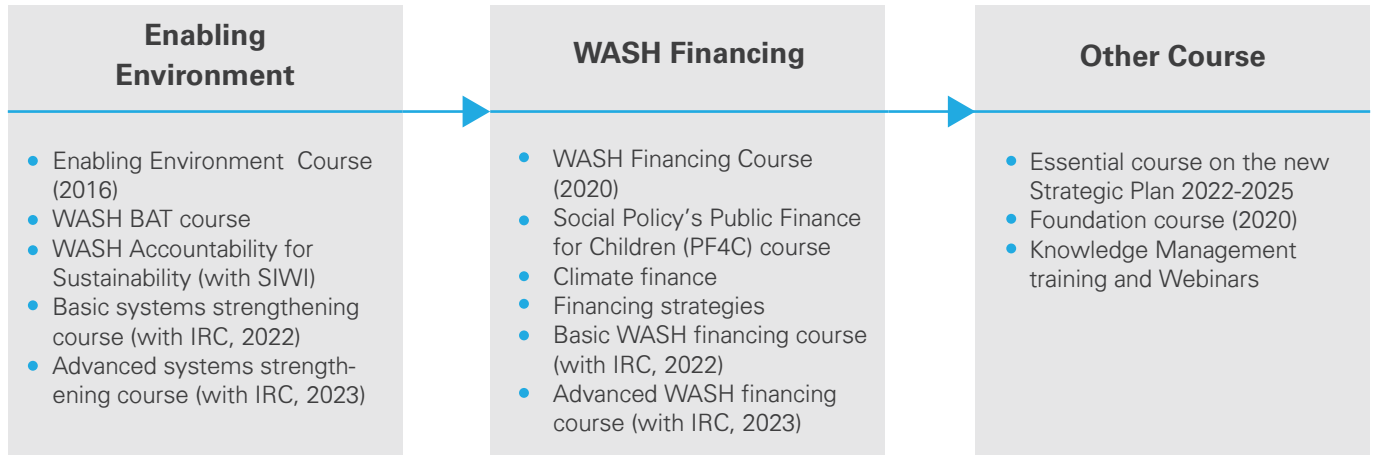 Enabling
Environment
• Enabling Environment  Course
(2016)
• WASH BAT course
• WASH Accountability for
Sustainability (with SIWI)
• Basic systems strengthening
course (with IRC, 2022)
• Advanced systems strength-
ening course (with IRC, 2023)
WASH Financing
• WASH Financing Course
(2020)
• Social Policy's Public Finance
for Children (PF4C) course
• Climate finance
• Financing strategies
• Basic WASH financing course
(with IRC, 2022)
• Advanced WASH financing
course (with IRC, 2023)
Other Course
• Essential course on the new
Strategic Plan 2022-2025
• Foundation course (2020)
• Knowledge Management
training and Webinars